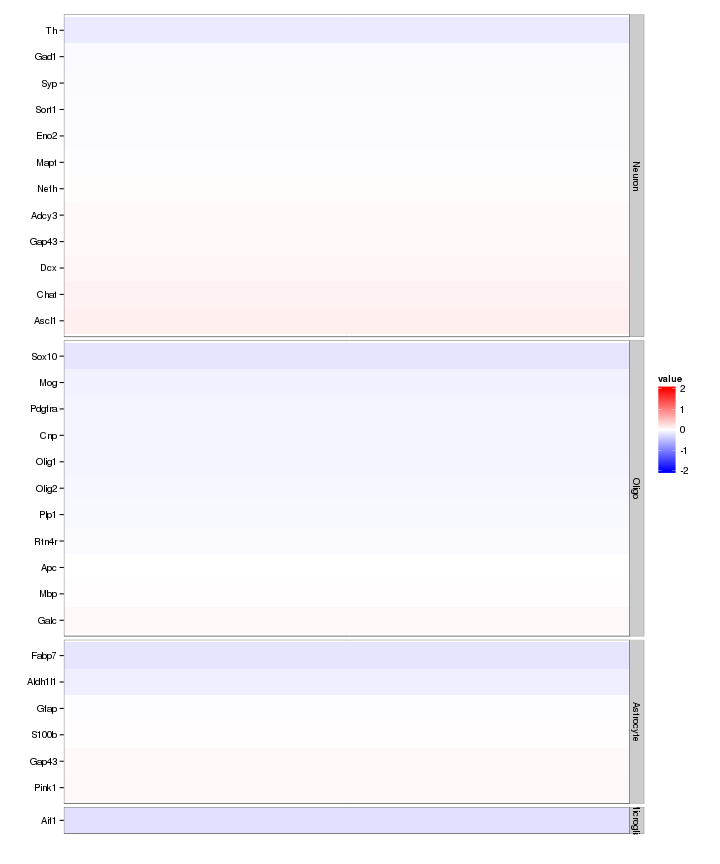 Th
Gad1
Syp
Sort1
Eno2
Mapt
Nefh
Adcy3
Gap43
Dcx
Chat
Ascl1
Neuron
Sox10
Mog
Pdgfra
Cnp
Olig1
Olig2
Plp1
Rtn4r
Apc
Mbp
Galc
Oligo
Fabp7
Aldh1l1
Gfap
S100b
Gap43
Pink1
Astrocyte
Aif1
value
2
1
0
-1
-2